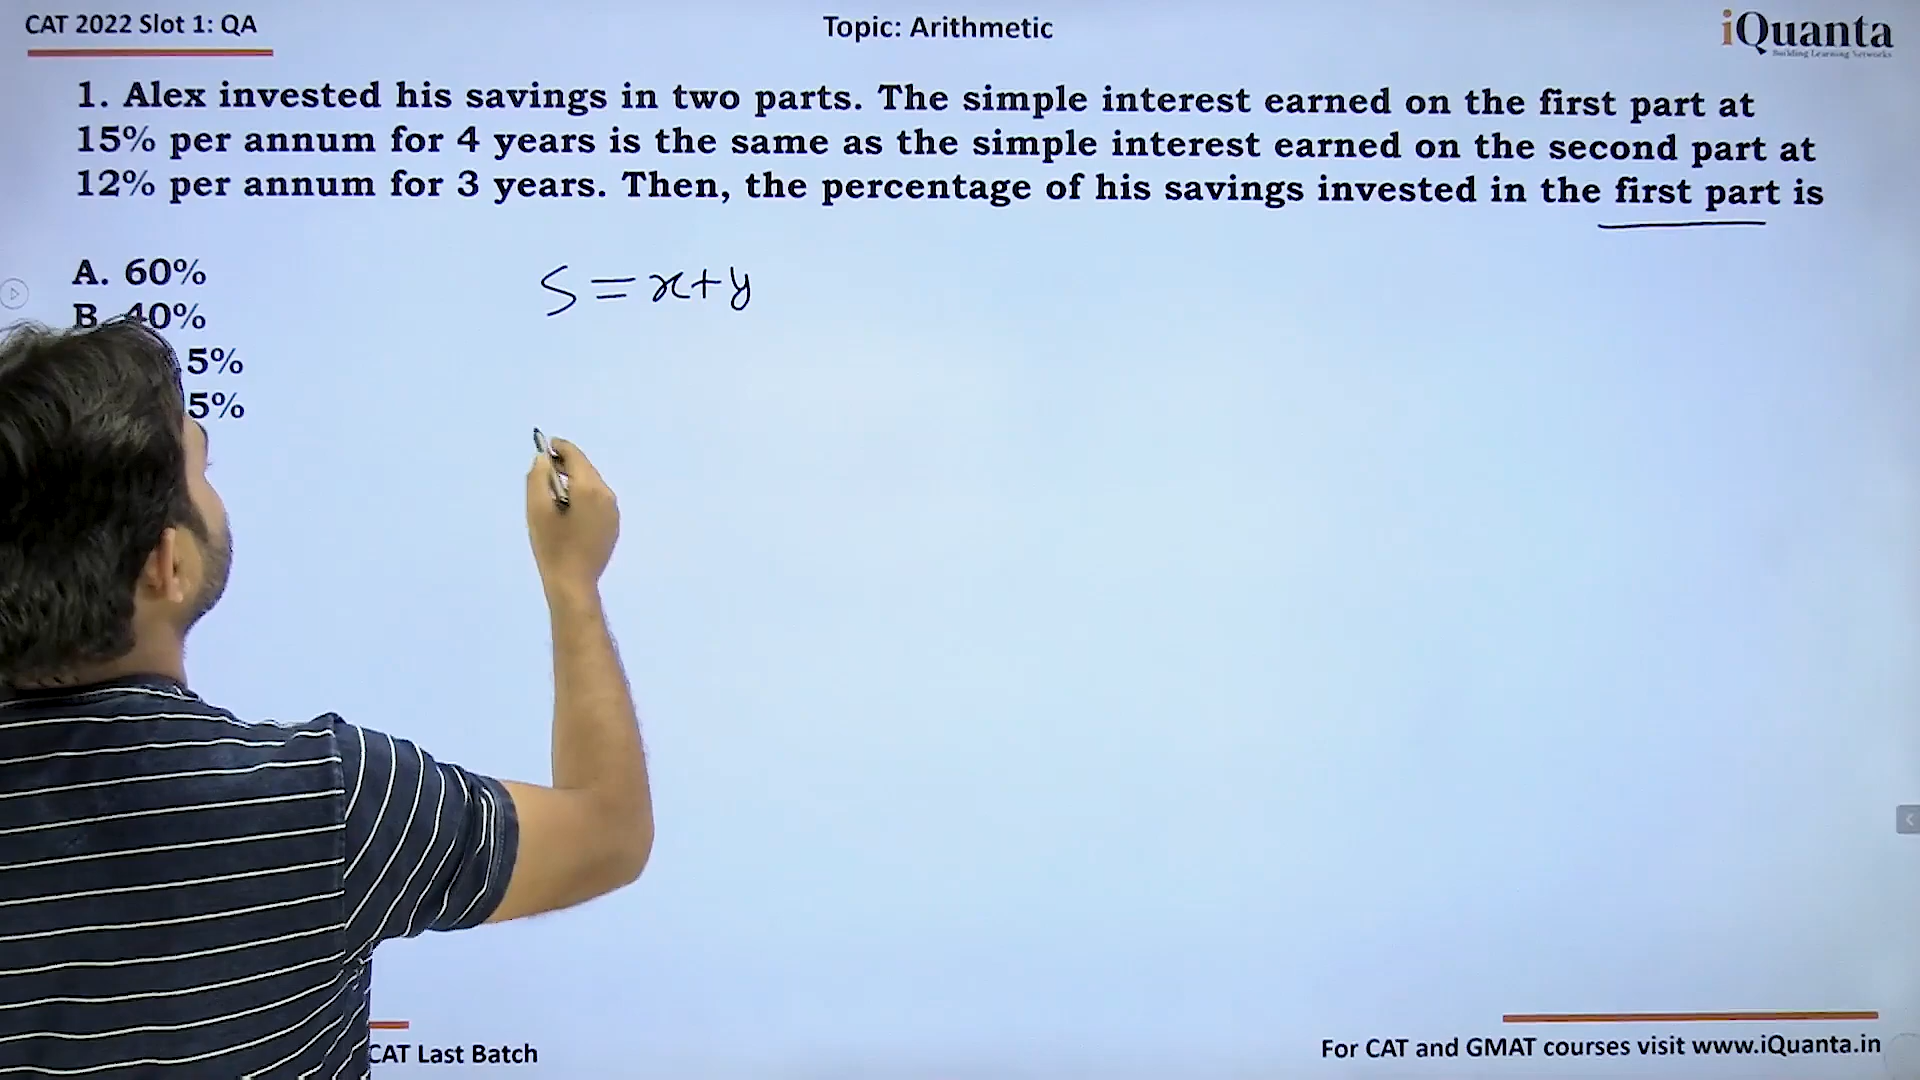 CAT 2022 Slot 1: QA
Topic: Arithmetic
iQuanta
Building Learning Networks
1. Alex invested his savings in two parts. The simple interest earned on the first part at
15% per annum for 4 years is the same as the simple interest earned on the second part at
12% per annum for 3 years. Then, the percentage of his savings invested in the first part is
A. 60%
B. 40%
.5%
5%
S = x + y
CAT Last Batch
For CAT and GMAT courses visit www.iQuanta.in